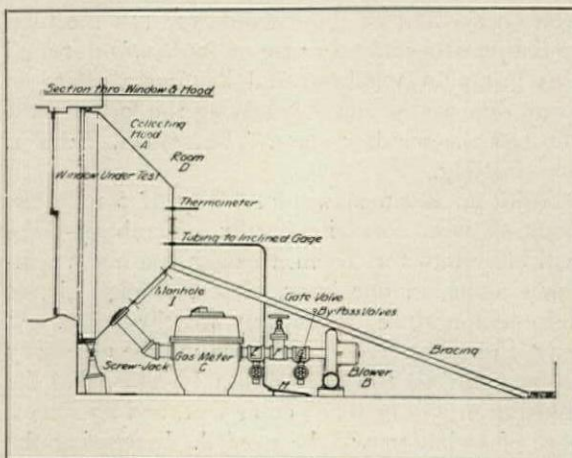 Section thro Window & Hood
Collecting
Hood
A
Room
D
Window Under Test
Thermometer
Tubing to Inclined Gage
Manhole
I
Gate Valve
By-Pass Valves
Gas Meter
C
Screw-Jack
M
Blower
B
Bracing